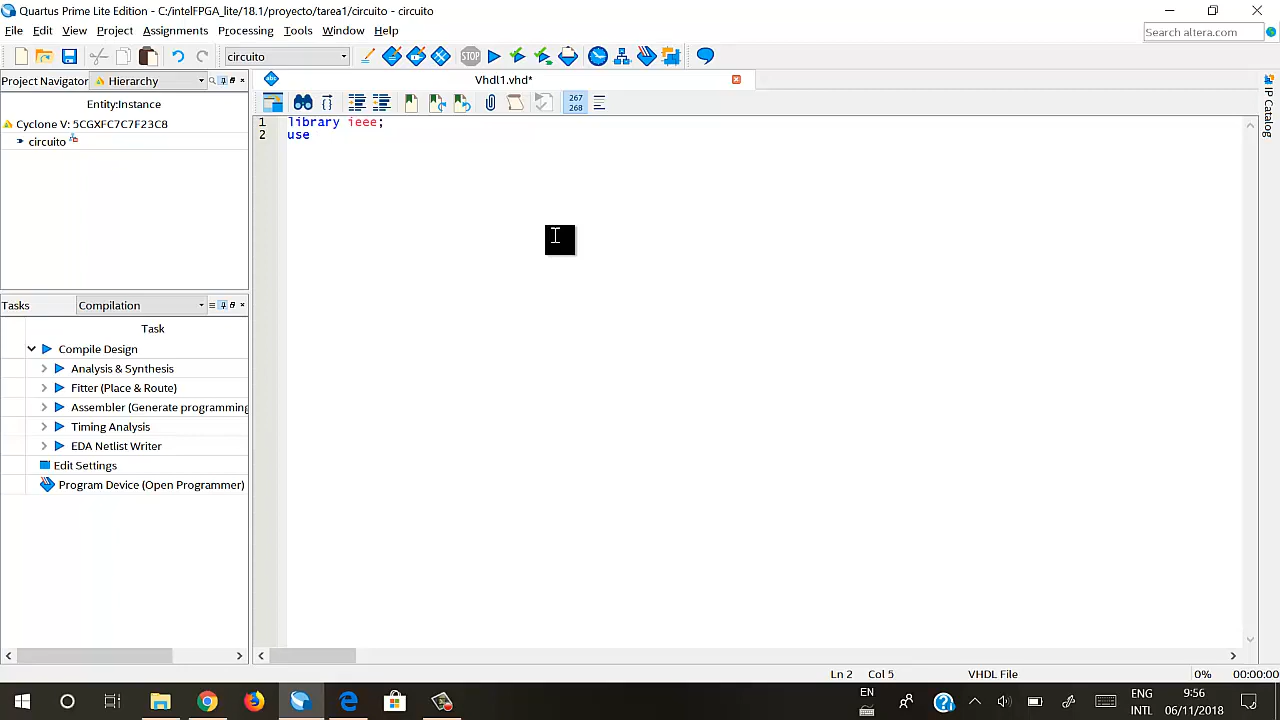 Quartus Prime Lite Edition - C:/intelFPGA_lite/18.1/proyecto/tarea1/circuito - circuito
File Edit View Project Assignments Processing Tools Window Help
Search altera.com
circuito
Project Navigator Hierarchy
Vhdl1.vhd*
Entity:Instance
Cyclone V: 5CGXFC7C7F23C8
circuito
267
268
IP Catalog
1 library ieee;
2 use
Tasks Compilation
Task
Compile Design
Analysis & Synthesis
Fitter (Place & Route)
Assembler (Generate programming
Timing Analysis
EDA Netlist Writer
Edit Settings
Program Device (Open Programmer)
Ln 2 Col 5 VHDL File 0% 00:00:00
EN
ENG
INTL
9:56
06/11/2018